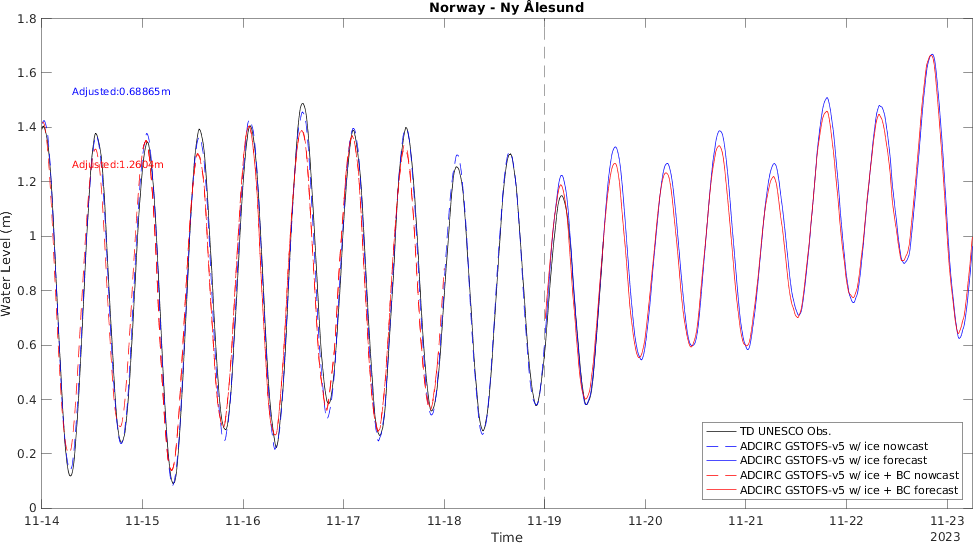 Norway - Ny Ålesund
1.8
1.6
1.4
1.2
1
0.8
0.6
0.4
0.2
0
Water Level (m)
Adjusted:0.68865m
Adjusted:1.2604m
TD UNESCO Obs.
ADCIRC GSTOFS-v5 w/ ice nowcast
ADCIRC GSTOFS-v5 w/ ice forecast
ADCIRC GSTOFS-v5 w/ ice + BC nowcast
ADCIRC GSTOFS-v5 w/ ice + BC forecast
11-14 11-15 11-16 11-17 11-18 11-19 11-20 11-21 11-22 11-23
Time
2023